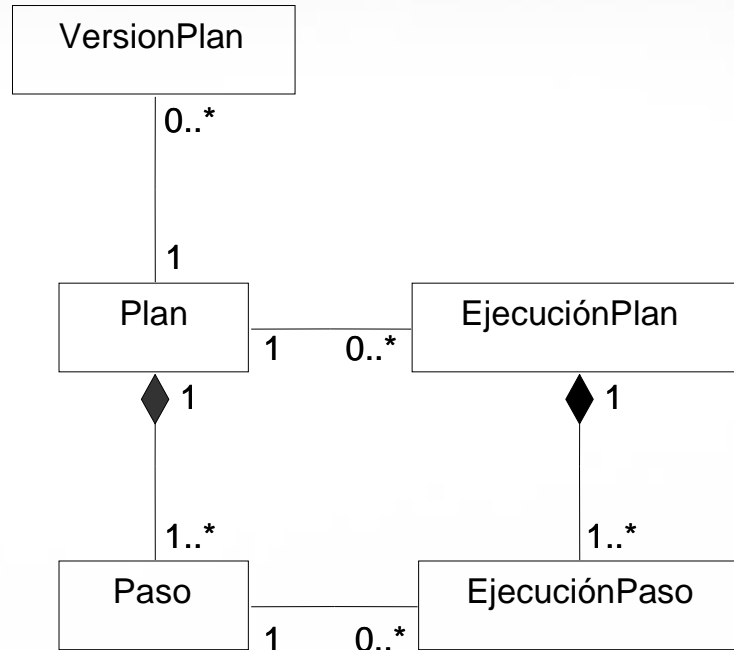 VersionPlan
0..*
1
Plan
EjecuciónPlan
1
0..*
1
1
1..*
1..*
Paso
EjecuciónPaso
1
0..*